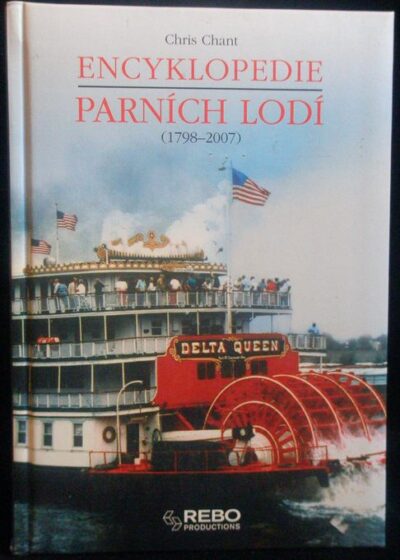 Chris Chant
ENCYKLOPEDIE
PARNÍCH LODÍ
(1798–2007)
DELTA QUEEN
REBO
PRODUCTIONS